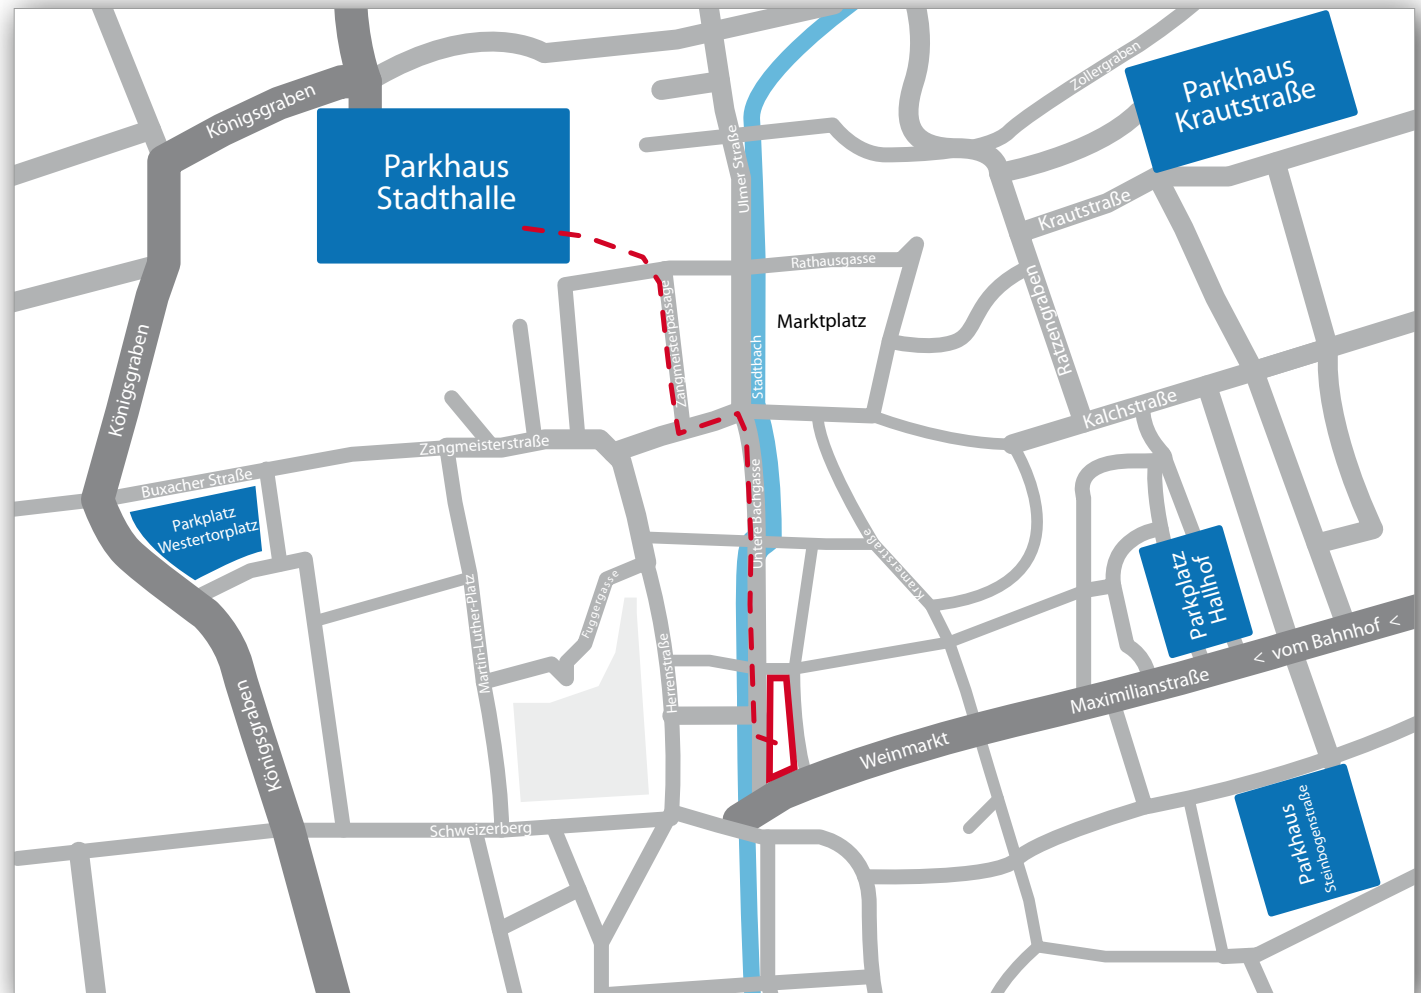 Königsgraben
Parkhaus
Stadthalle
Zollergraben
Parkhaus
Krautstraße
Ulmer Straße
Krautstraße
Rathausgasse
Marktplatz
Ratzengraben
Zangmeisterpassage
Stadtbach
Königsgraben
Kalchstraße
Zangmeisterstraße
Buxacher Straße
Parkplatz
Westertorplatz
Untere Bachgasse
Kramerstraße
Parkplatz
Hallhof
Fuggergasse
Martin-Luther-Platz
Herrenstraße
< vom Bahnhof <
Maximilianstraße
Weinmarkt
Königsgraben
Schweizerberg
Parkhaus
Steinbogenstraße